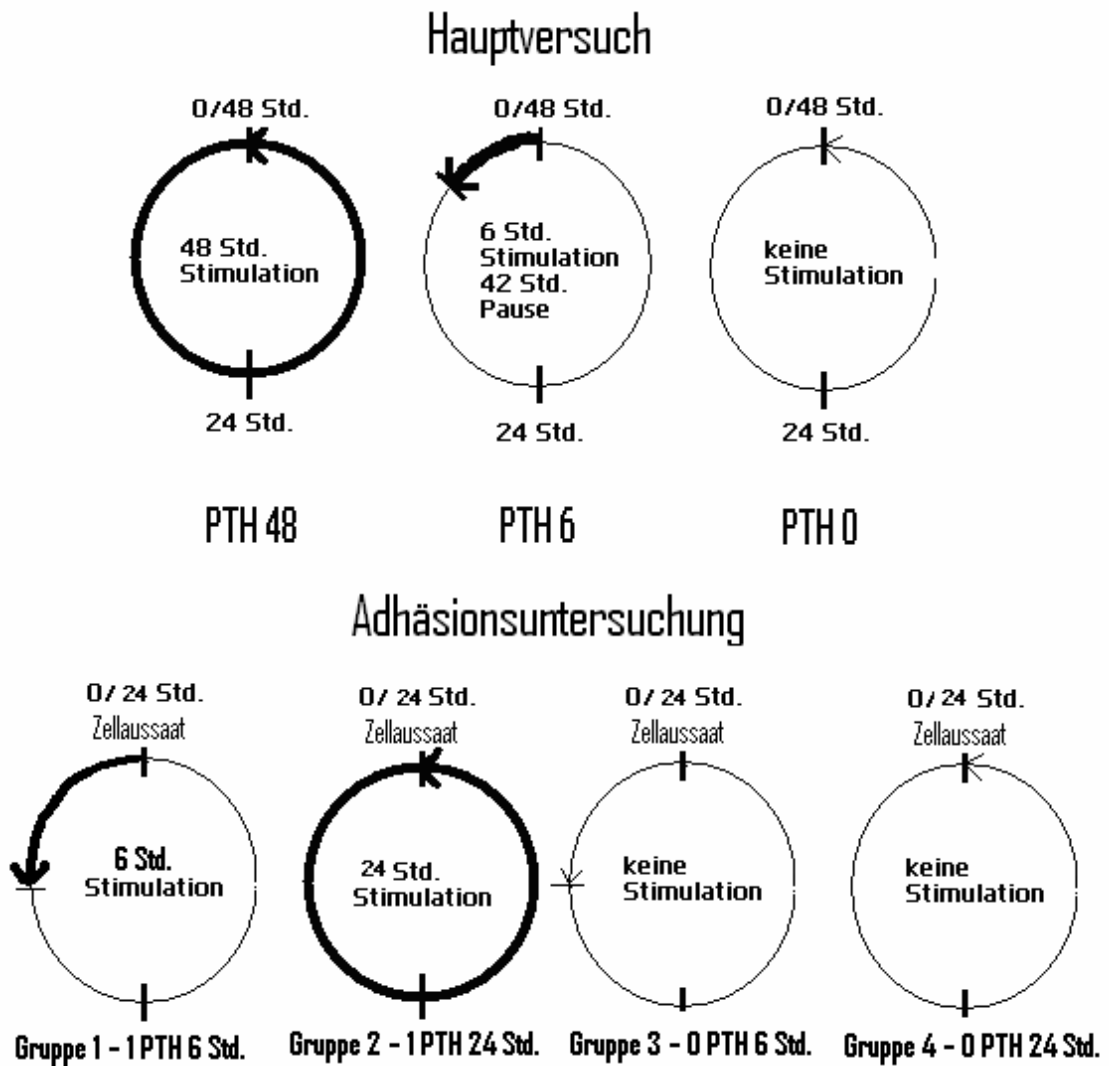 Hauptversuch
0/48 Std.
0/48 Std.
0/48 Std.
48 Std.
Stimulation
6 Std.
Stimulation
42 Std.
Pause
keine
Stimulation
24 Std.
24 Std.
24 Std.
PTH 48
PTH 6
PTH 0
Adhäsionsuntersuchung
0/ 24 Std.
Zellaussaat
0/ 24 Std.
Zellaussaat
0/ 24 Std.
Zellaussaat
0/ 24 Std.
Zellaussaat
6 Std.
Stimulation
24 Std.
Stimulation
keine
Stimulation
keine
Stimulation
Gruppe 1 - 1 PTH 6 Std.
Gruppe 2 - 1 PTH 24 Std.
Gruppe 3 - 0 PTH 6 Std.
Gruppe 4 - 0 PTH 24 Std.